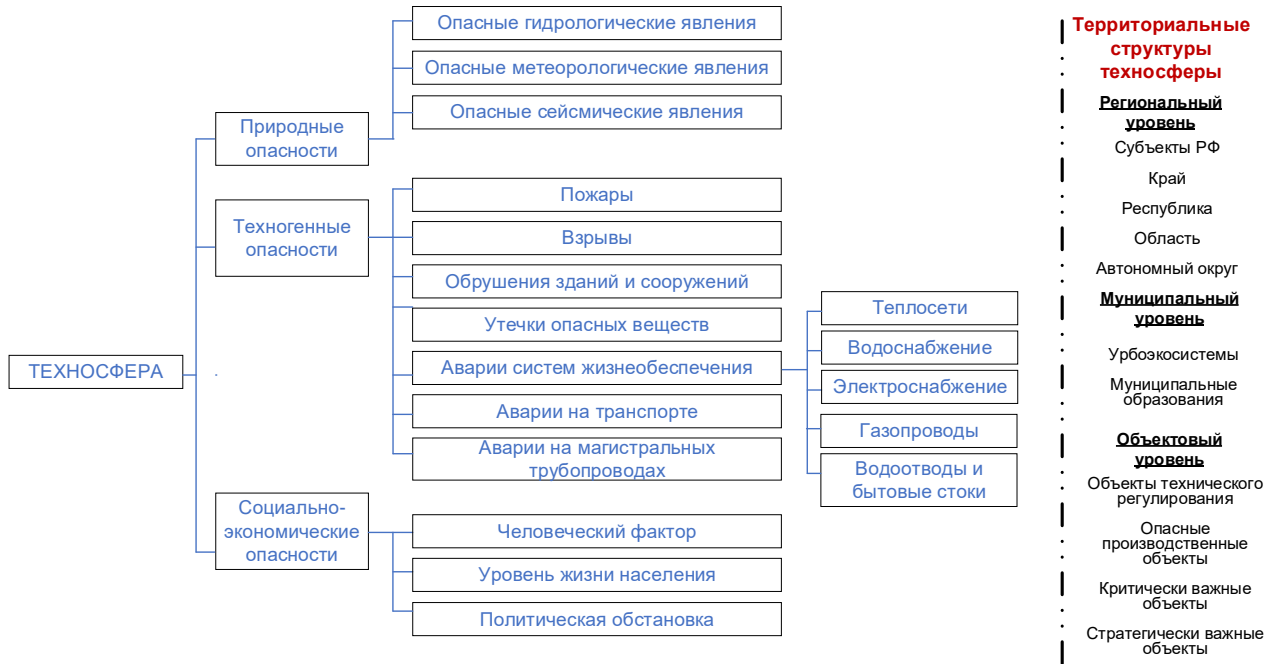 ТЕХНОСФЕРА
Природные
опасности
Опасные гидрологические явления
Опасные метеорологические явления
Опасные сейсмические явления
Техногенные
опасности
Пожары
Взрывы
Обрушения зданий и сооружений
Утечки опасных веществ
Аварии систем жизнеобеспечения
Аварии на транспорте
Аварии на магистральных
трубопроводах
Теплосети
Водоснабжение
Электроснабжение
Газопроводы
Водоотводы и
бытовые стоки
Социально-
экономические
опасности
Человеческий фактор
Уровень жизни населения
Политическая обстановка
Территориальные
структуры
техносферы
Региональный
уровень
Субъекты РФ
Край
Республика
Область
Автономный округ
Муниципальный
уровень
Урбоэкосистемы
Муниципальные
образования
Объектовый
уровень
Объекты технического
регулирования
Опасные
производственные
объекты
Критически важные
объекты
Стратегически важные
объекты